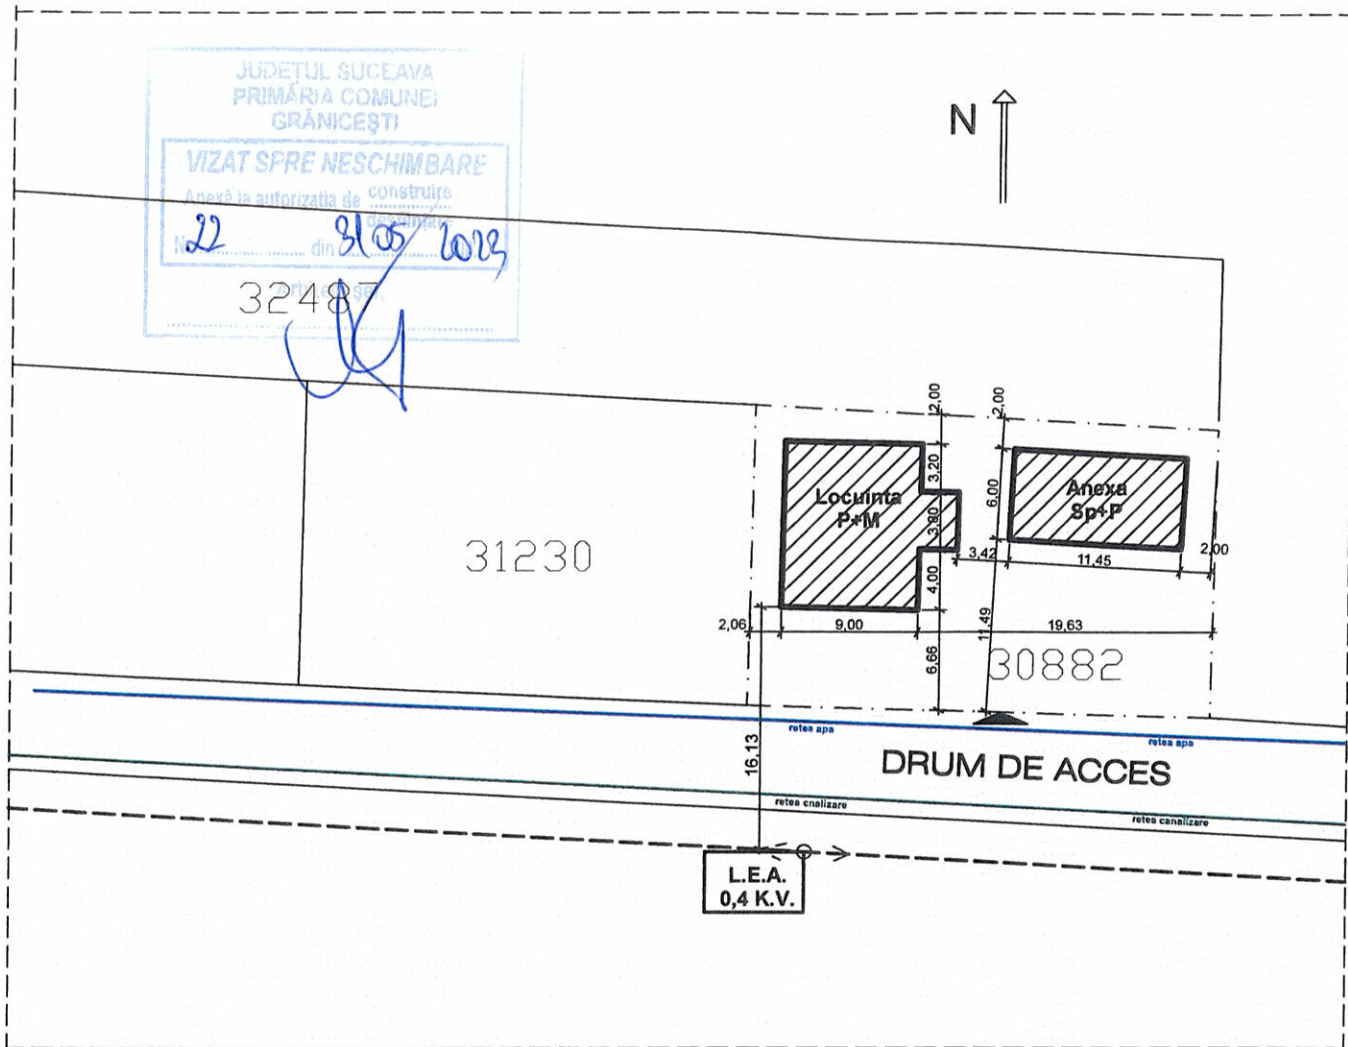 JUDEȚUL SUCEAVA
PRIMĂRIA COMUNEI
GRĂNICEȘTI
VIZAT SPRE NESCHIMBARE
Anexă la autorizația de construire
desființare
22 din 31 05 2023
N
2,00
2,00
3,20
Locuinta
P+M
3,80
4,00
6,00
Anexa
Sp+P
3,42
11,45
2,00
31230
2,06
9,00
19,63
11,49
6,66
30882
retea apa
retea apa
16,13
DRUM DE ACCES
retea cnalizare
retea canalizare
L.E.A.
0,4 K.V.